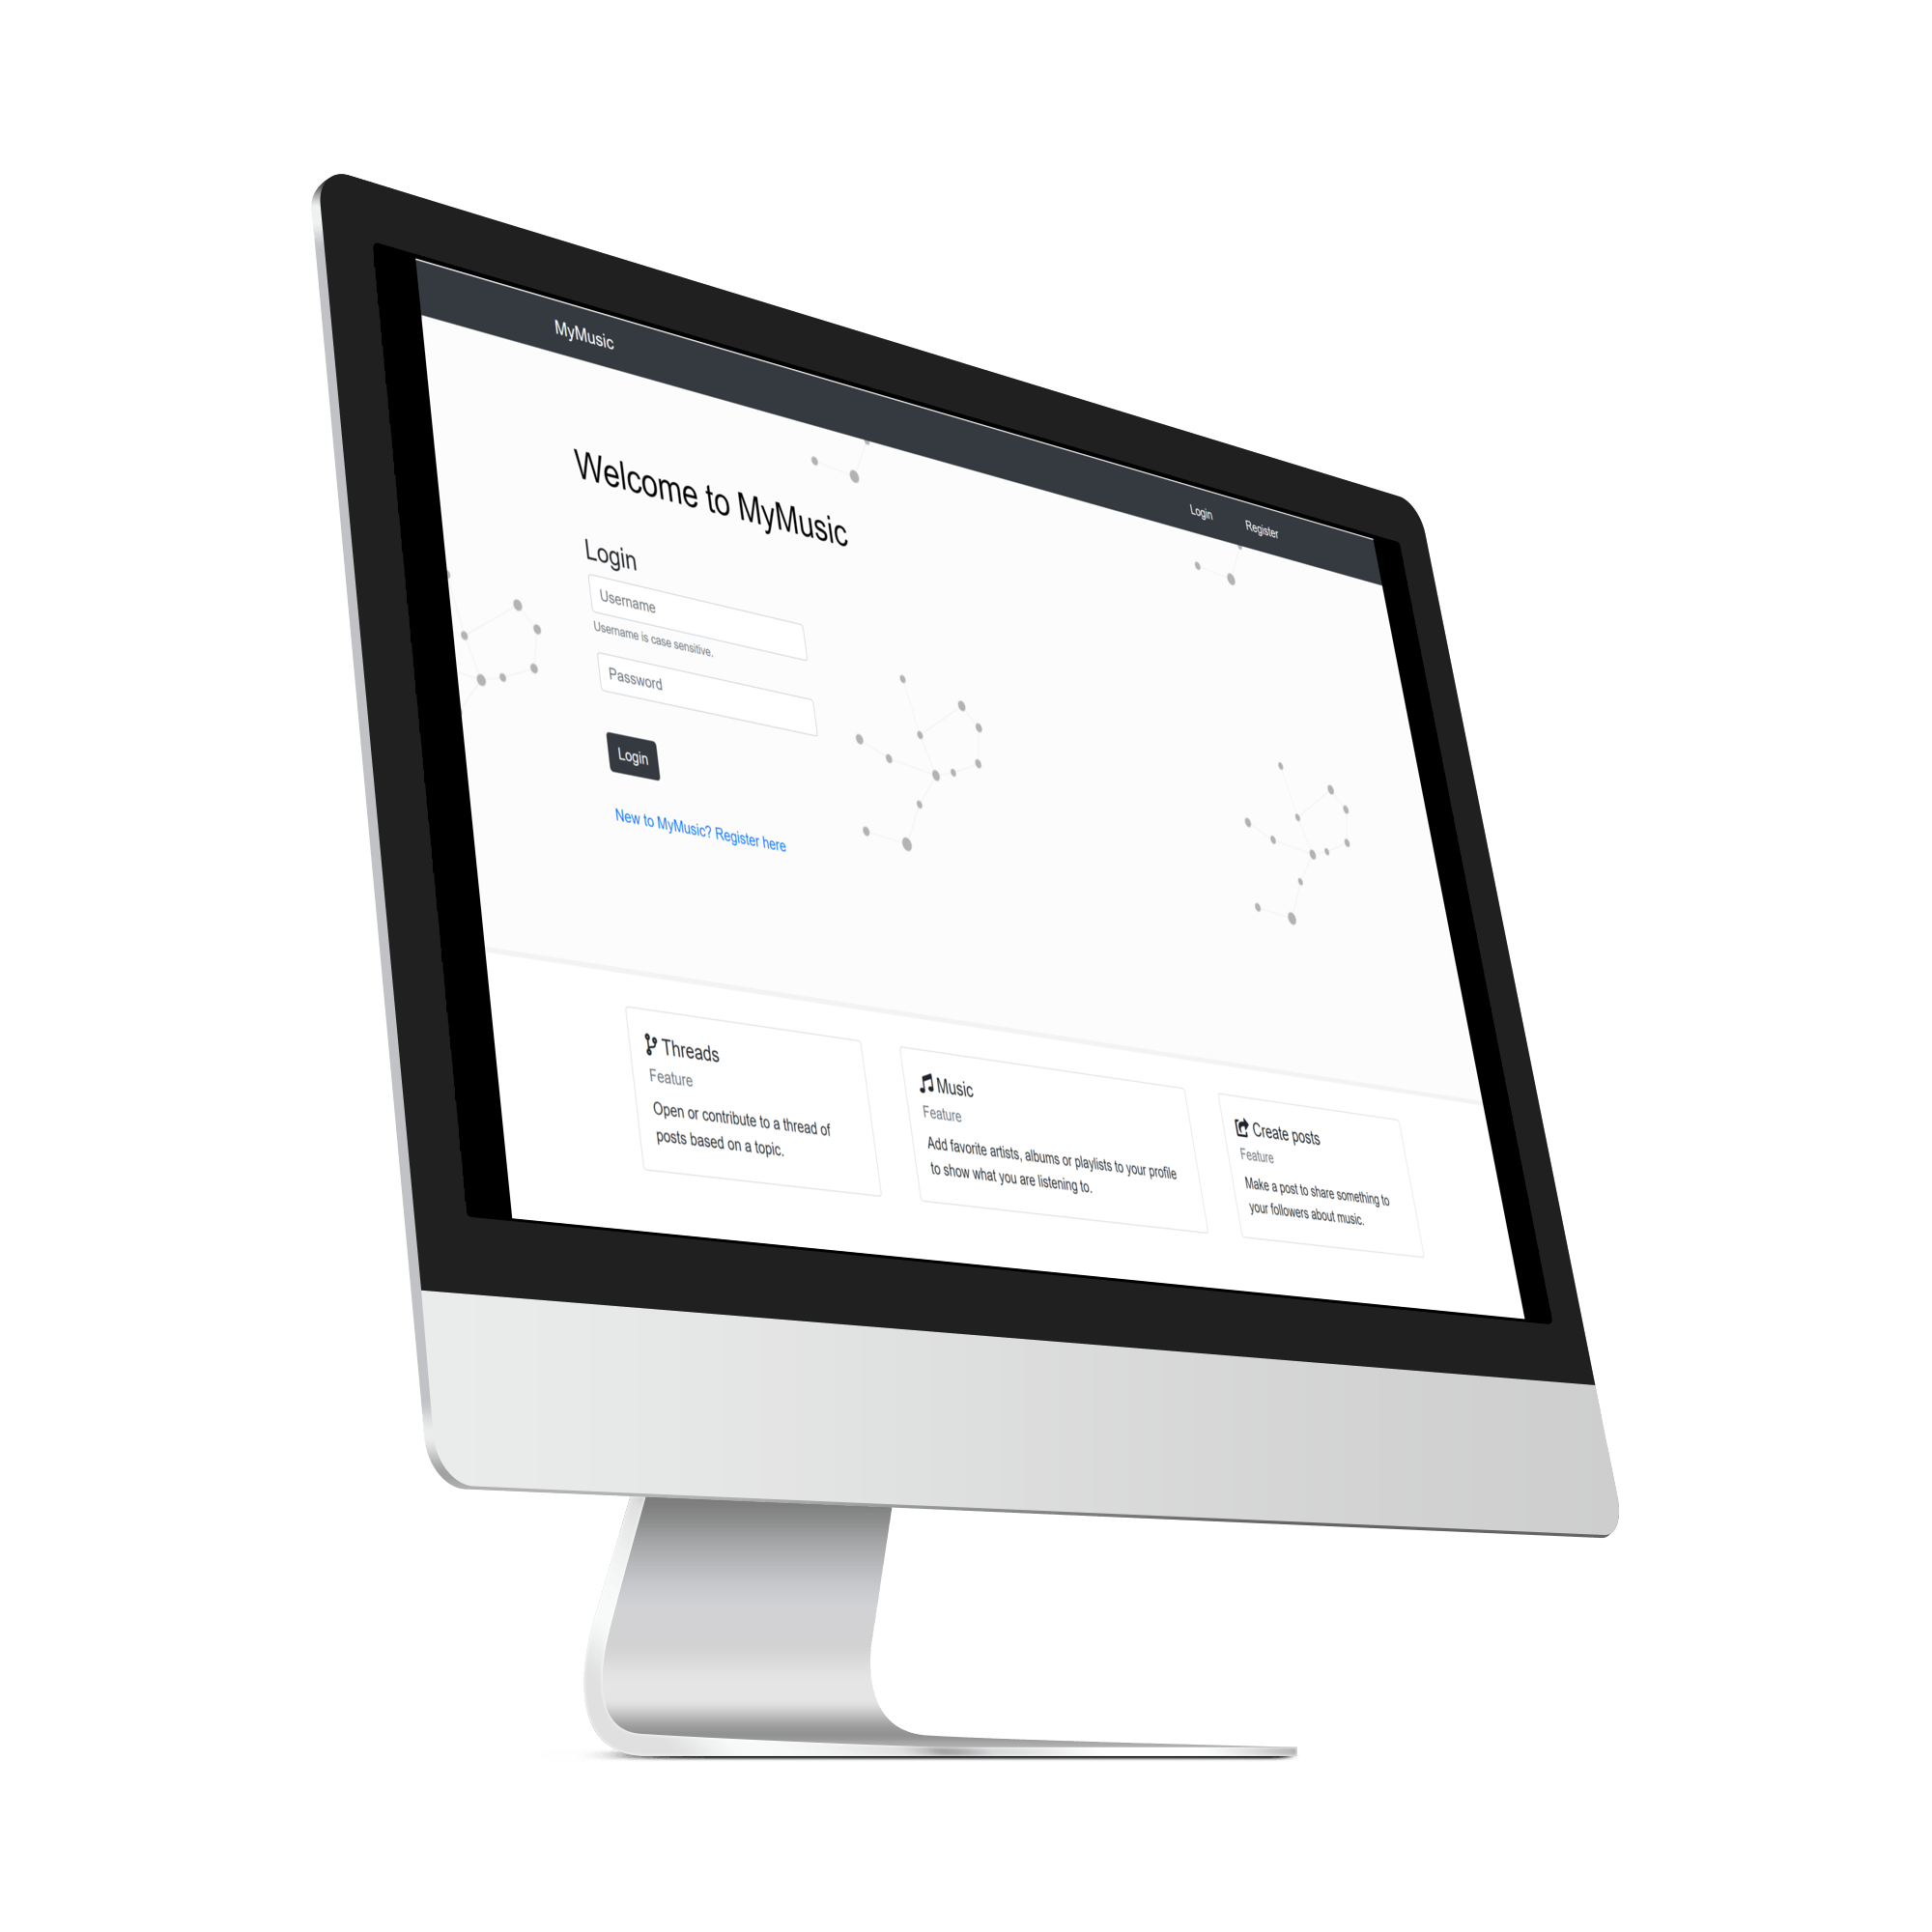 MyMusic
Login
Register
Welcome to MyMusic
Login
Username
Username is case sensitive.
Password
Login
New to MyMusic? Register here
Threads
Feature
Open or contribute to a thread of
posts based on a topic.
Music
Feature
Add favorite artists, albums or playlists to your profile
to show what you are listening to.
Create posts
Feature
Make a post to share something to
your followers about music.